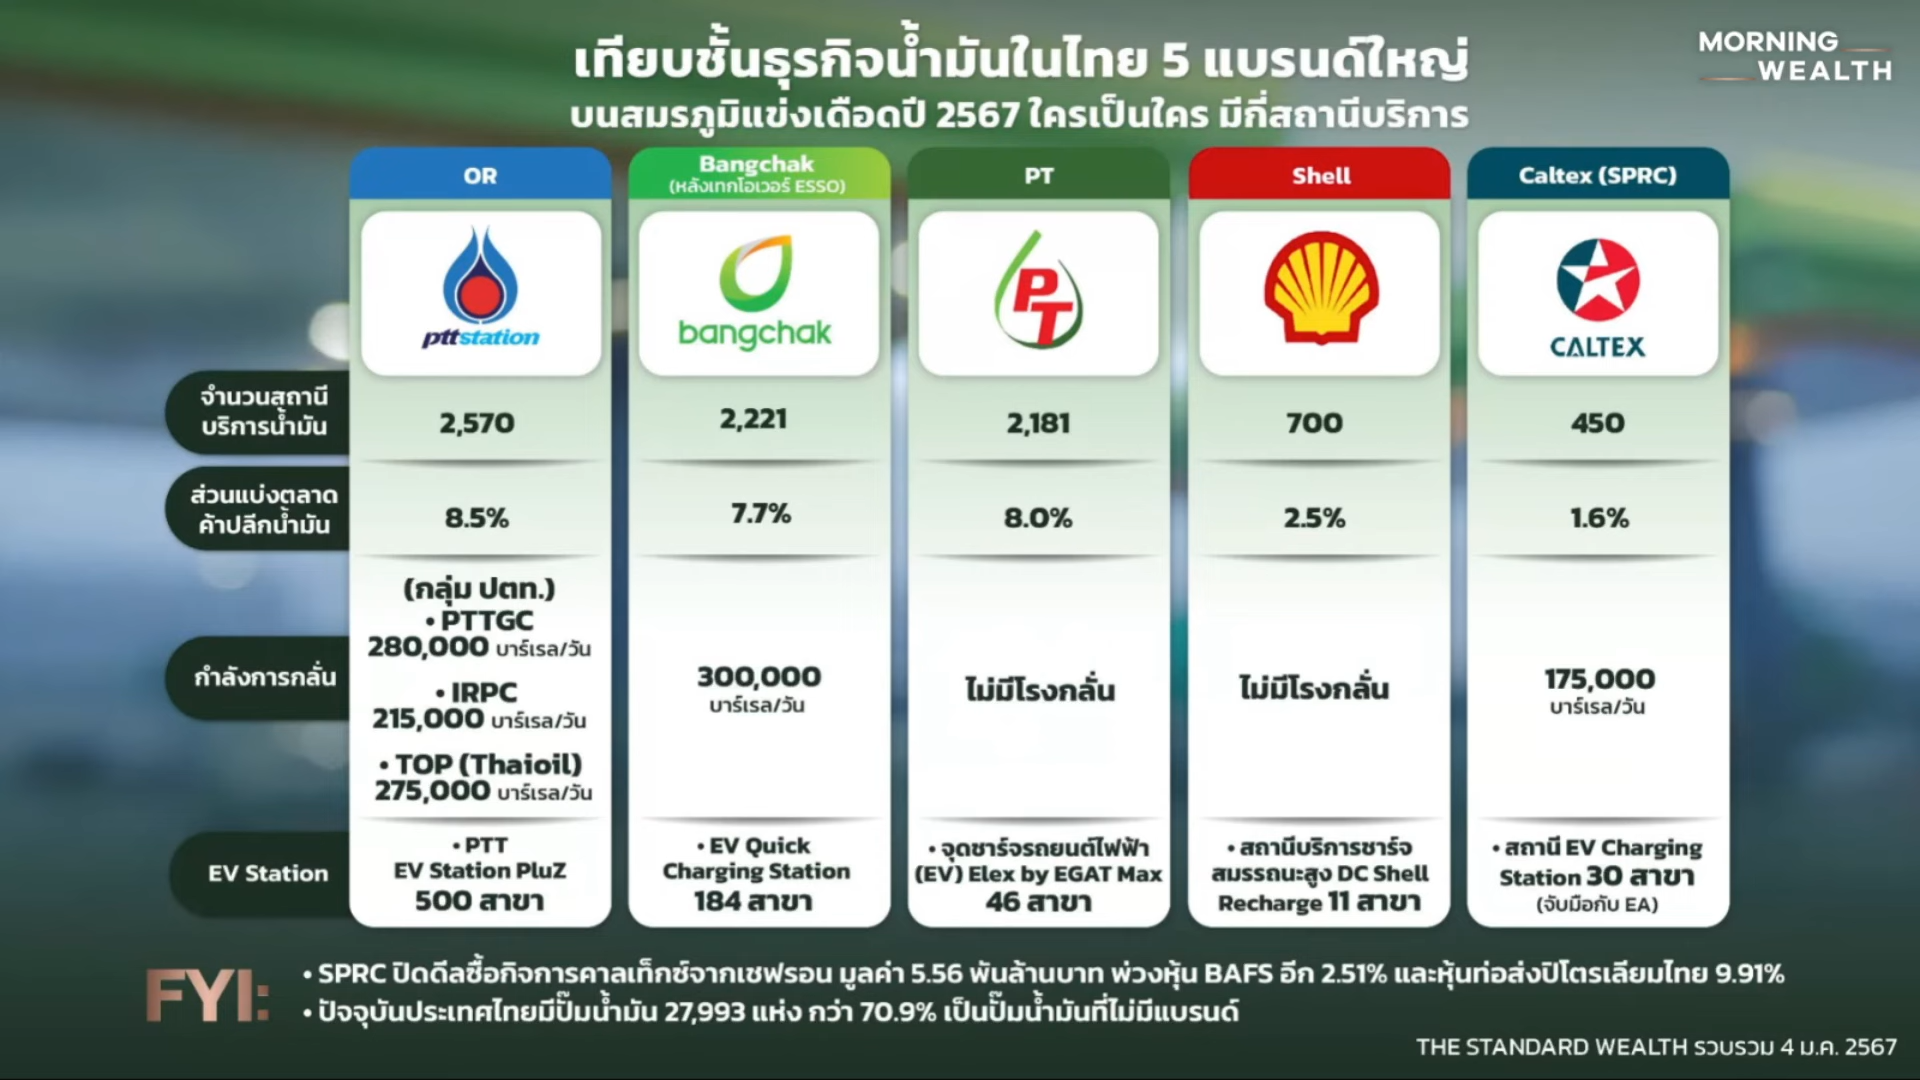 เทียบชั้นธุรกิจน้ำมันในไทย 5 แบรนด์ใหญ่
บนสมรภูมิแข่งเดือดปี 2567 ใครเป็นใคร มีกี่สถานีบริการ
MORNING
WEALTH
OR
Bangchak
(หลังเทกโอเวอร์ ESSO)
PT
Shell
Caltex (SPRC)
pttstation
bangchak
PT
CALTEX
จำนวนสถานี
บริการน้ำมัน
2,570
2,221
2,181
700
450
ส่วนแบ่งตลาด
ค้าปลีกน้ำมัน
8.5%
7.7%
8.0%
2.5%
1.6%
กำลังการกลั่น
(กลุ่ม ปตท.)
• PTTGC
280,000 บาร์เรล/วัน
• IRPC
215,000 บาร์เรล/วัน
• TOP (Thaioil)
275,000 บาร์เรล/วัน
300,000
บาร์เรล/วัน
ไม่มีโรงกลั่น
ไม่มีโรงกลั่น
175,000
บาร์เรล/วัน
EV Station
• PTT
EV Station PluZ
500 สาขา
• EV Quick
Charging Station
184 สาขา
• จุดชาร์จรถยนต์ไฟฟ้า
(EV) Elex by EGAT Max
46 สาขา
• สถานีบริการชาร์จ
สมรรถนะสูง DC Shell
Recharge 11 สาขา
• สถานี EV Charging
Station 30 สาขา
(จับมือกับ EA)
FYI:
• SPRC ปิดดีลซื้อกิจการคาลเท็กซ์จากเชฟรอน มูลค่า 5.56 พันล้านบาท พ่วงหุ้น BAFS อีก 2.51% และหุ้นท่อส่งปิโตรเลียมไทย 9.91%
• ปัจจุบันประเทศไทยมีปั๊มน้ำมัน 27,993 แห่ง กว่า 70.9% เป็นปั๊มน้ำมันที่ไม่มีแบรนด์
THE STANDARD WEALTH รวบรวม 4 ม.ค. 2567